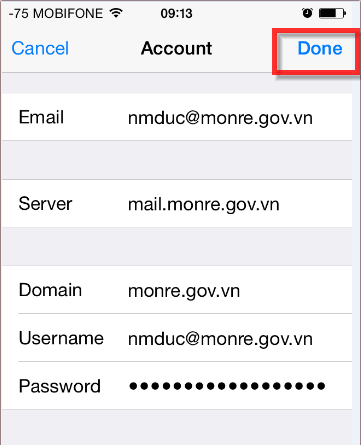 -75 MOBIFONE 09:13
Cancel Account Done
Email nmduc@monre.gov.vn
Server mail.monre.gov.vn
Domain monre.gov.vn
Username nmduc@monre.gov.vn
Password ●●●●●●●●●●●●●●●●●●